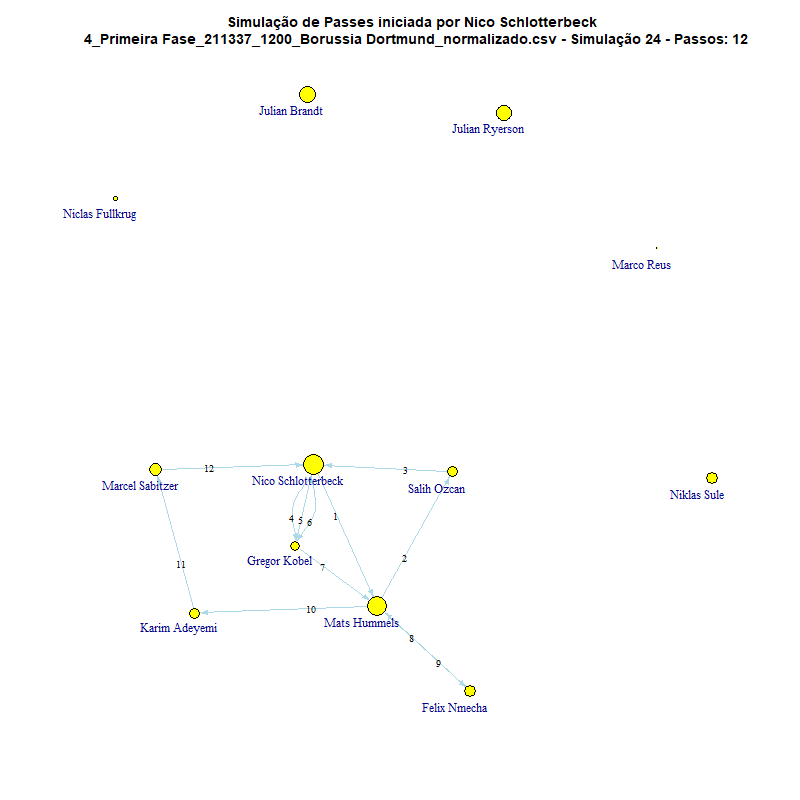 Simulação de Passes iniciada por Nico Schlotterbeck
4_Primeira Fase_211337_1200_Borussia Dortmund_normalizado.csv - Simulação 24 - Passos: 12
Julian Brandt
Julian Ryerson
Niclas Fullkrug
Marco Reus
12
3
Marcel Sabitzer
Nico Schlotterbeck
Salih Ozcan
Niklas Sule
4
5
6
1
Gregor Kobel
2
11
7
10
Karim Adeyemi
Mats Hummels
8
9
Felix Nmecha